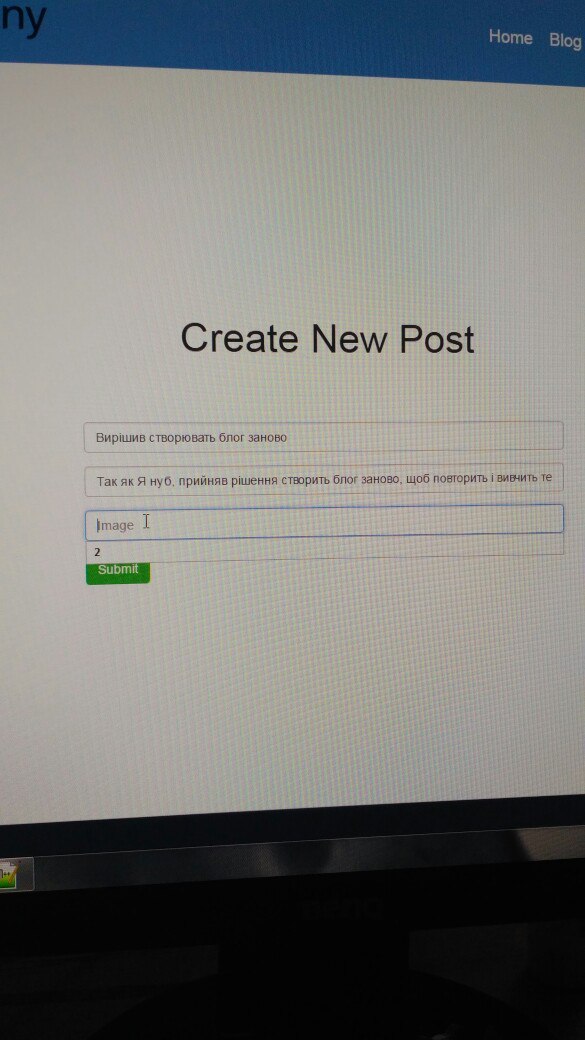 ny
Home Blog
Create New Post
Вирішив створювать блог заново
Так як Я нуб, прийняв рішення створить блог заново, щоб повторить і вивчить те
Image
2
Submit